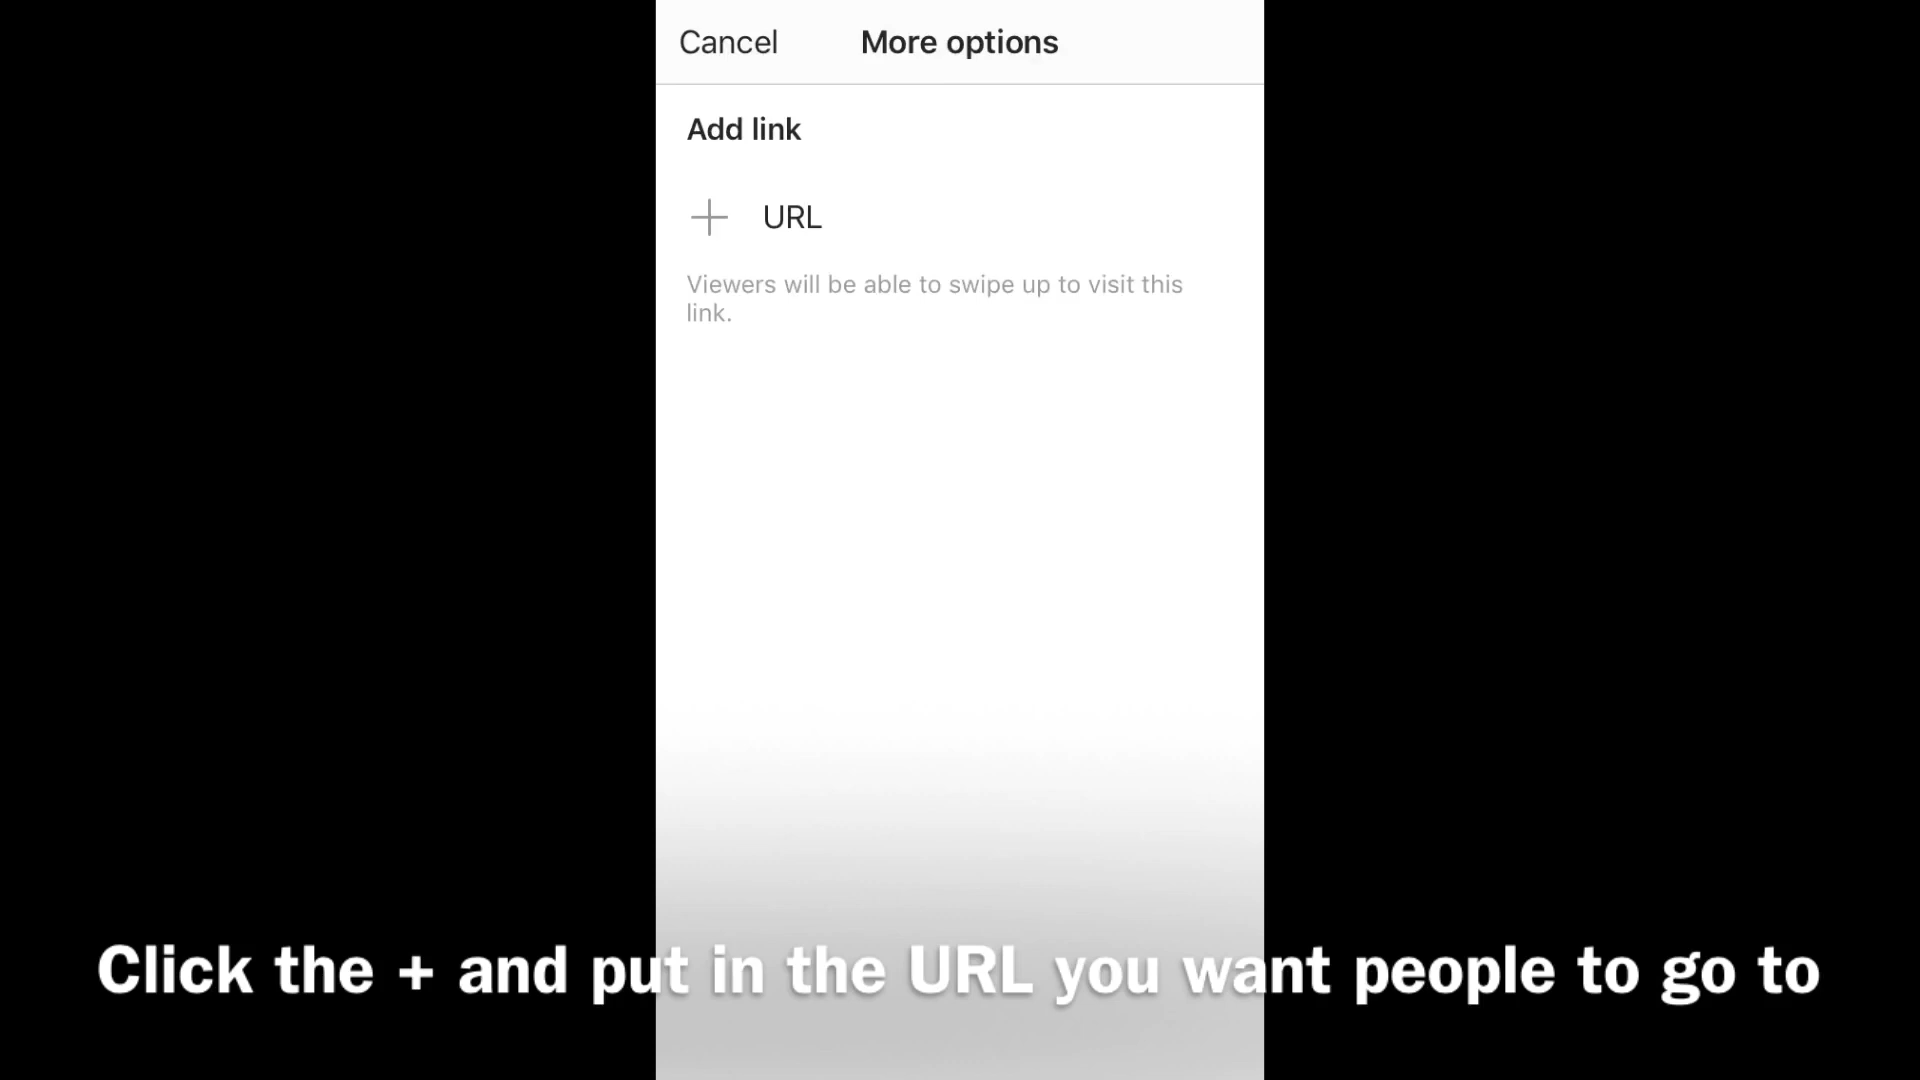 Cancel More options
Add link
+ URL
Viewers will be able to swipe up to visit this
link.
Click the + and put in the URL you want people to go to